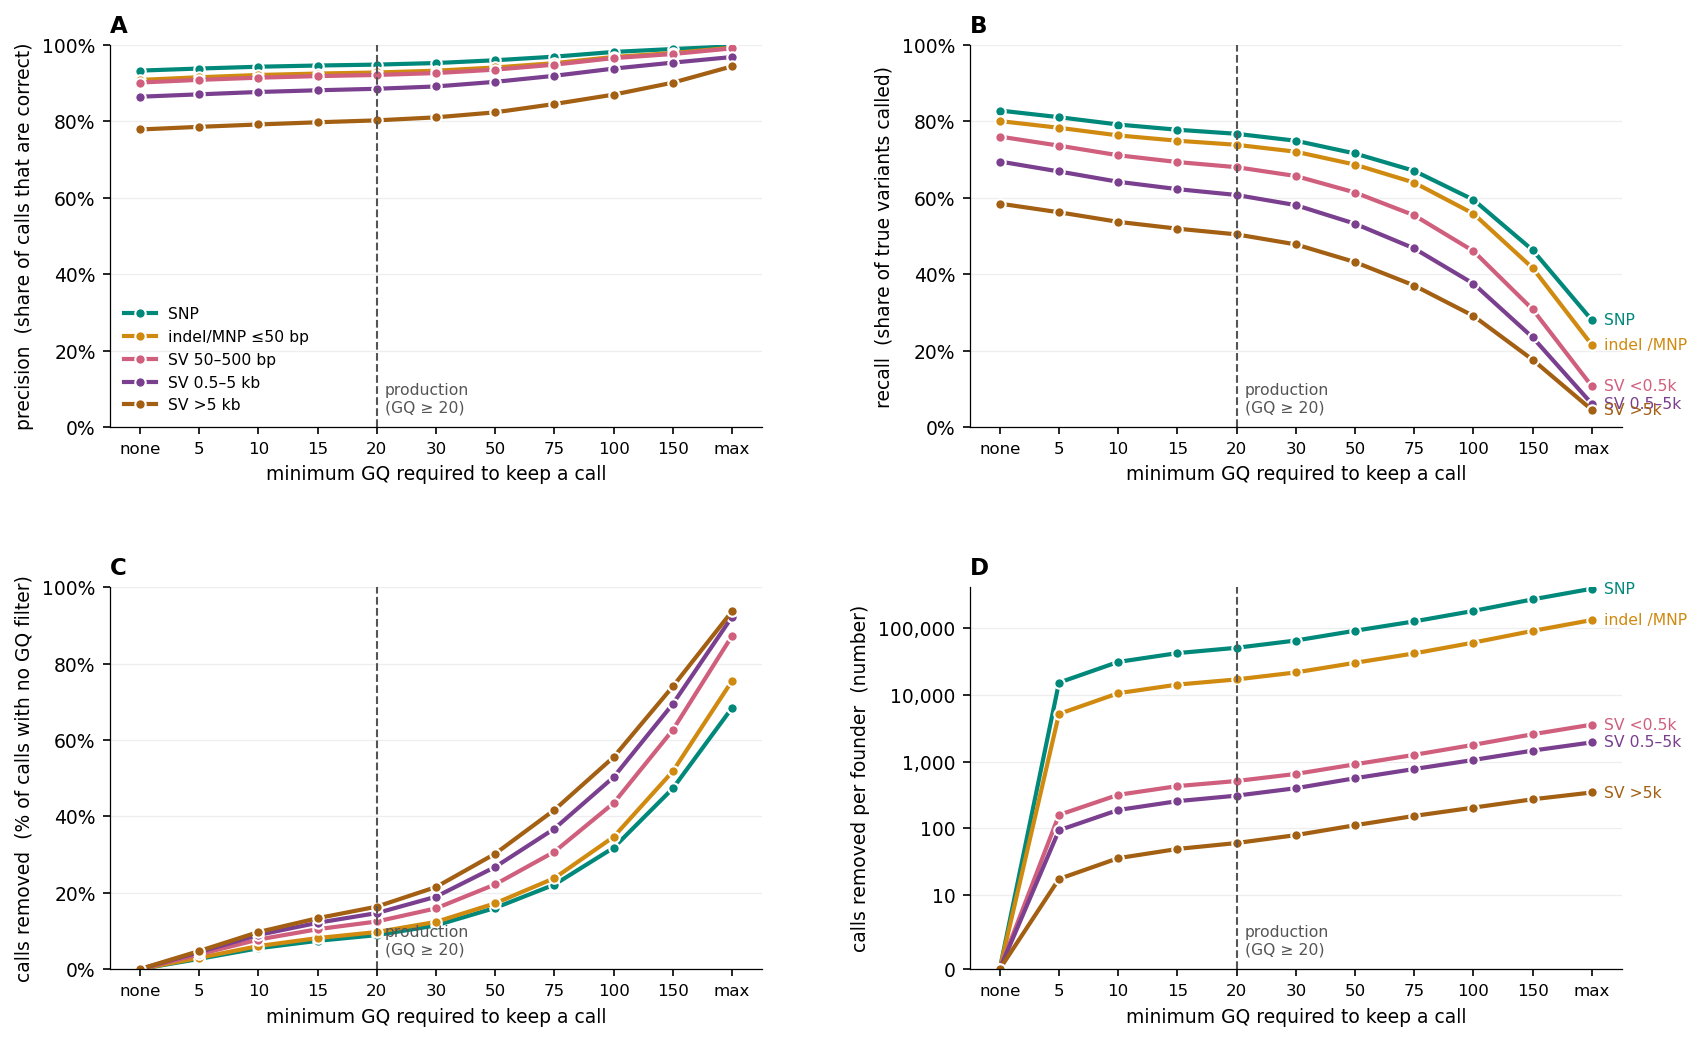 A
precision (share of calls that are correct)
100%
80%
60%
40%
20%
0%
SNP
indel/MNP ≤50 bp
SV 50–500 bp
SV 0.5–5 kb
SV >5 kb
production
(GQ ≥ 20)
none 5 10 15 20 30 50 75 100 150 max
minimum GQ required to keep a call
B
recall (share of true variants called)
100%
80%
60%
40%
20%
0%
SNP
indel /MNP
SV <0.5k
SV 0.5–5k
SV >5k
production
(GQ ≥ 20)
none 5 10 15 20 30 50 75 100 150 max
minimum GQ required to keep a call
C
calls removed (% of calls with no GQ filter)
100%
80%
60%
40%
20%
0%
production
(GQ ≥ 20)
none 5 10 15 20 30 50 75 100 150 max
minimum GQ required to keep a call
D
calls removed per founder (number)
100,000
10,000
1,000
100
10
0
SNP
indel /MNP
SV <0.5k
SV 0.5–5k
SV >5k
production
(GQ ≥ 20)
none 5 10 15 20 30 50 75 100 150 max
minimum GQ required to keep a call